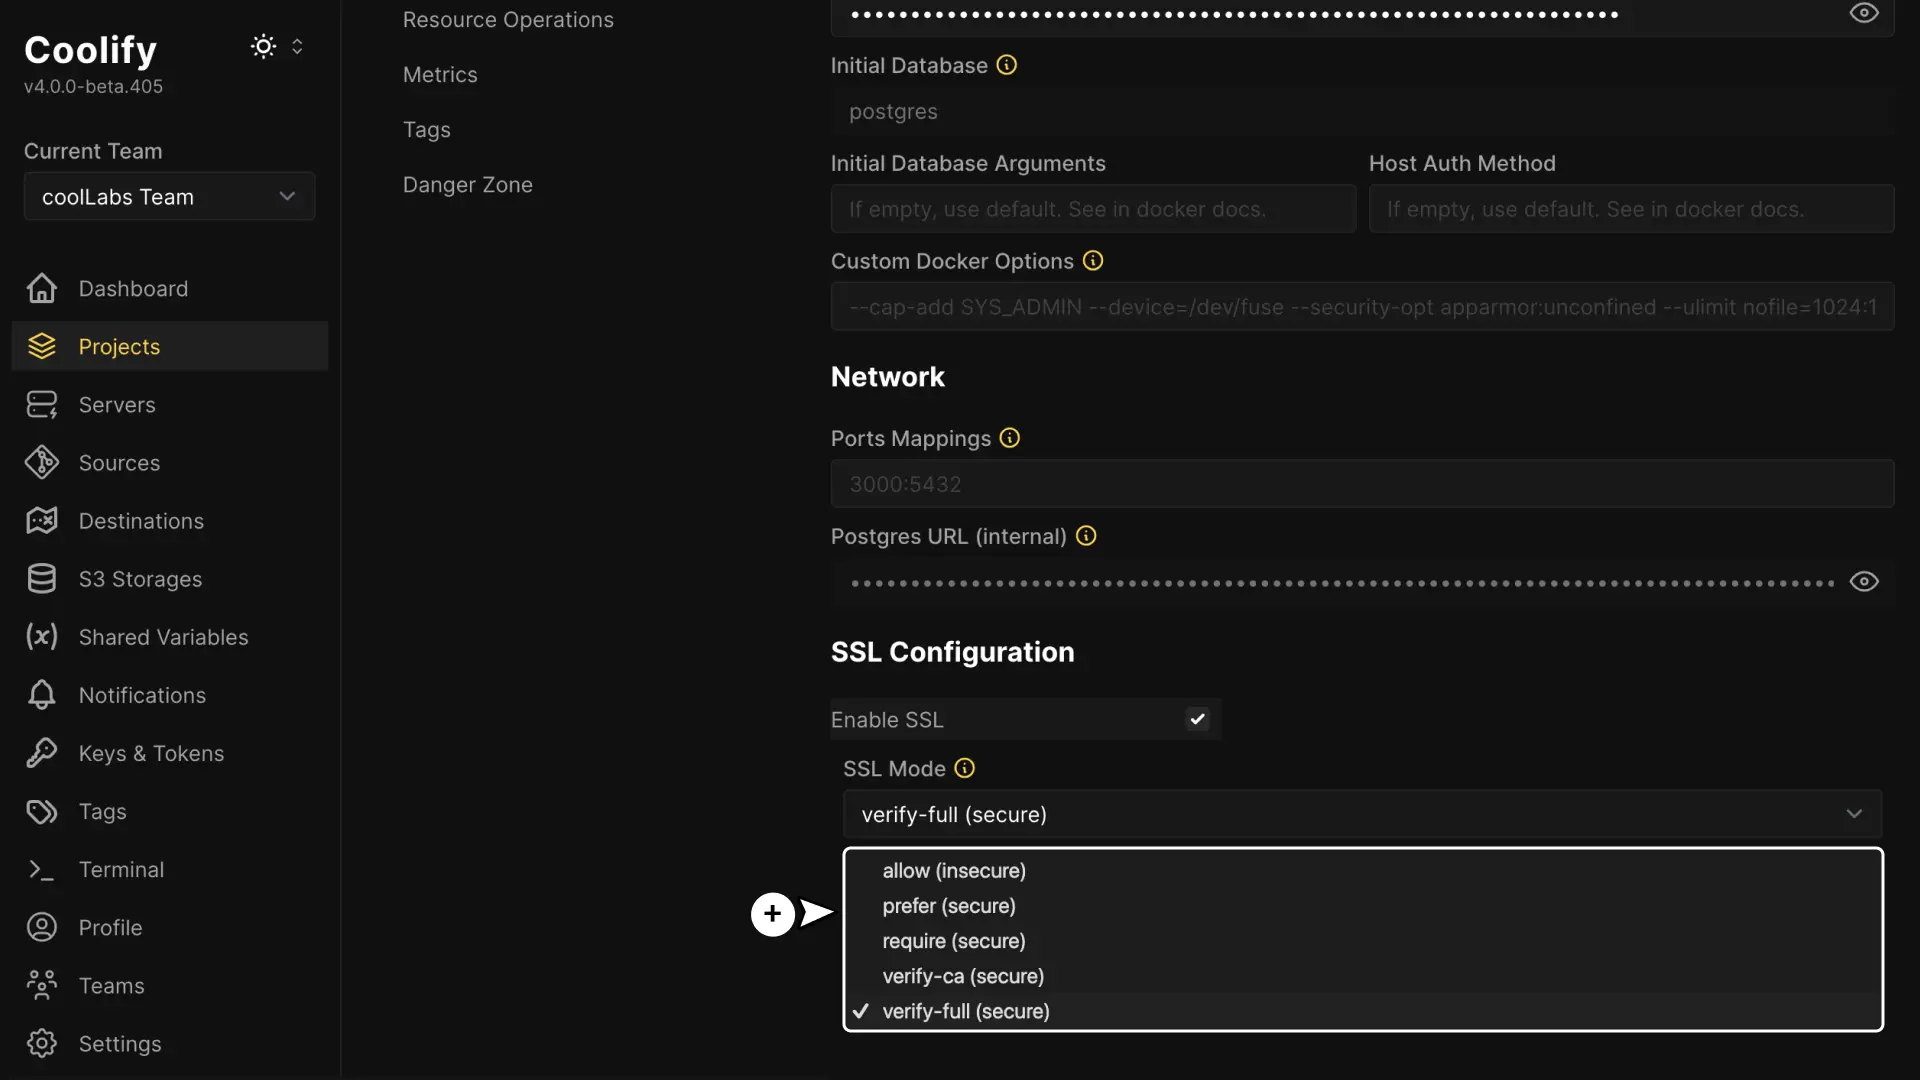 Coolify
v4.0.0-beta.405
Current Team
coolLabs Team
Dashboard
Projects
Servers
Sources
Destinations
S3 Storages
Shared Variables
Notifications
Keys & Tokens
Tags
Terminal
Profile
Teams
Settings
Resource Operations
Metrics
Tags
Danger Zone
Initial Database
postgres
Initial Database Arguments
If empty, use default. See in docker docs.
Host Auth Method
If empty, use default. See in docker docs.
Custom Docker Options
--cap-add SYS_ADMIN --device=/dev/fuse --security-opt apparmor:unconfined --ulimit nofile=1024:1
Network
Ports Mappings
3000:5432
Postgres URL (internal)
SSL Configuration
Enable SSL
SSL Mode
verify-full (secure)
allow (insecure)
prefer (secure)
require (secure)
verify-ca (secure)
verify-full (secure)